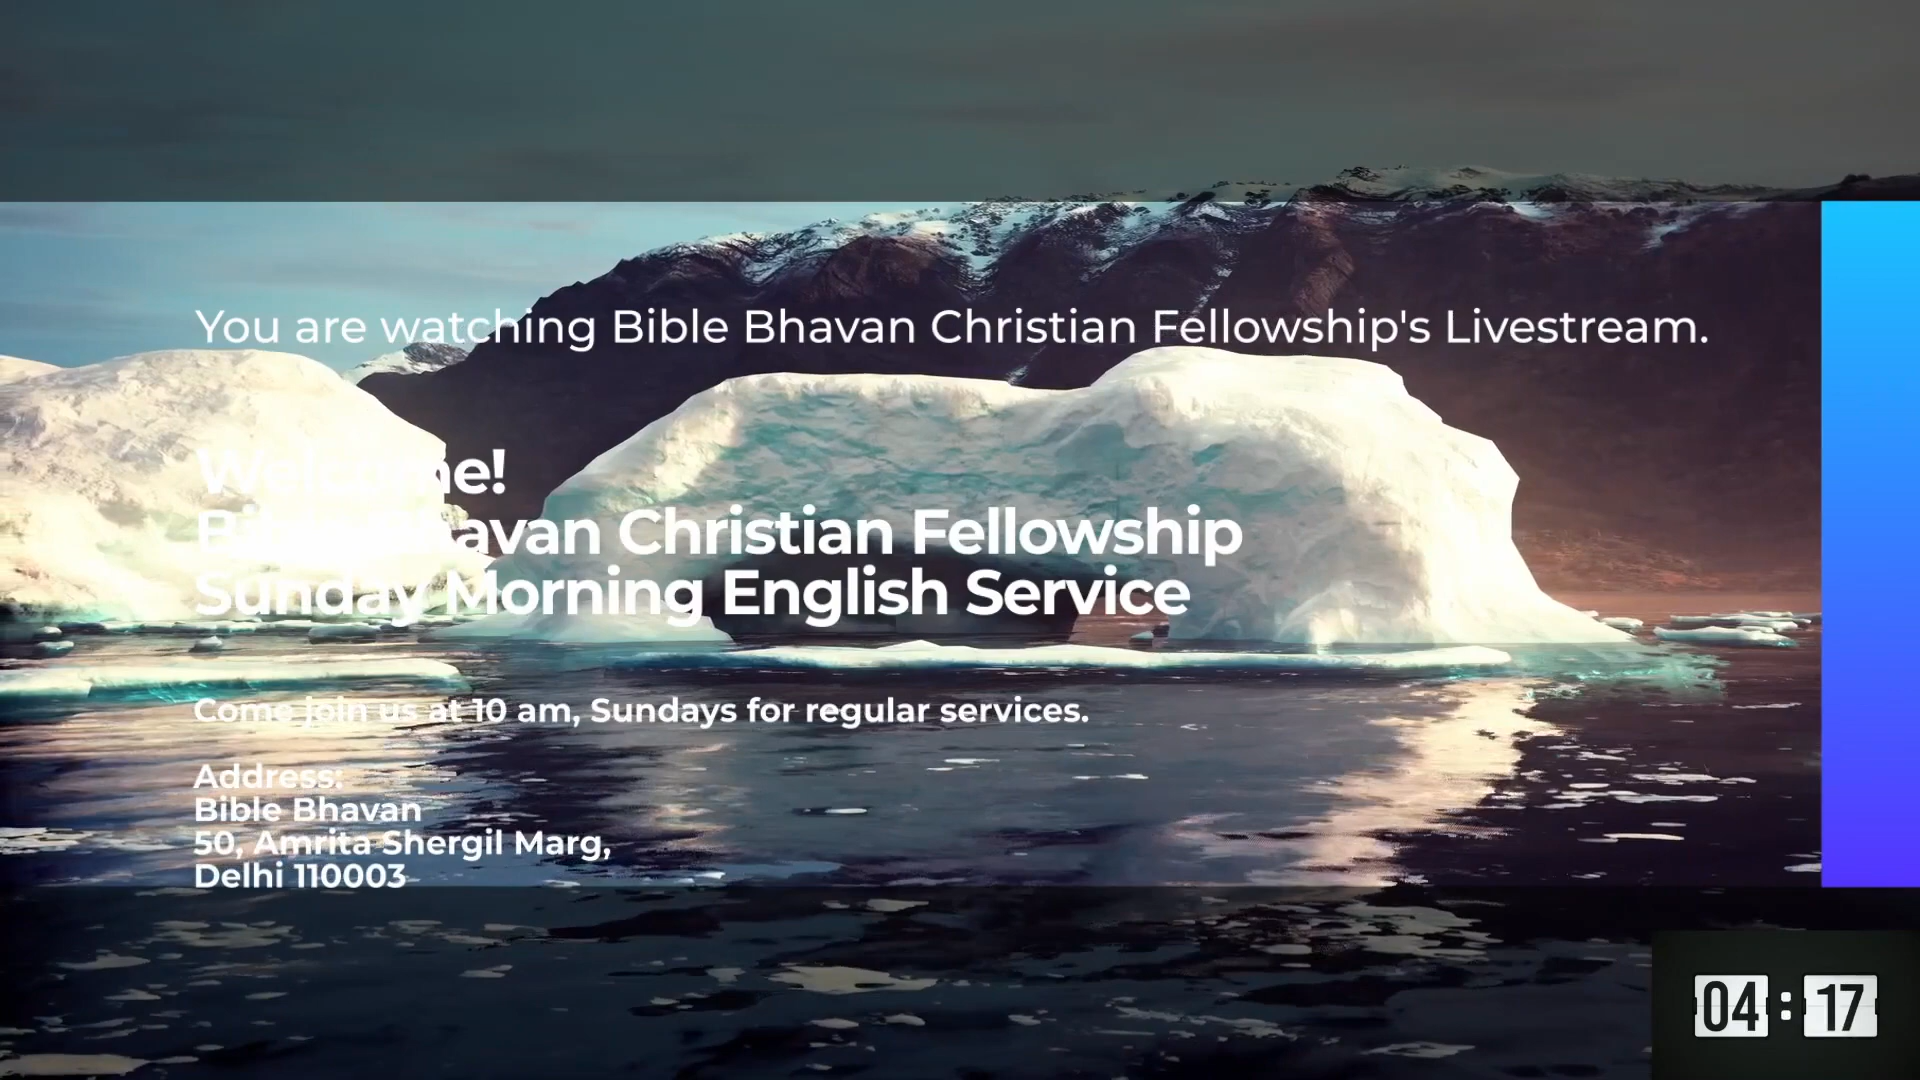 You are watching Bible Bhavan Christian Fellowship's Livestream.
Welcome!
Bible Bhavan Christian Fellowship
Sunday Morning English Service
Come join us at 10 am, Sundays for regular services.
Address:
Bible Bhavan
50, Amrita Shergil Marg,
Delhi 110003
04:17